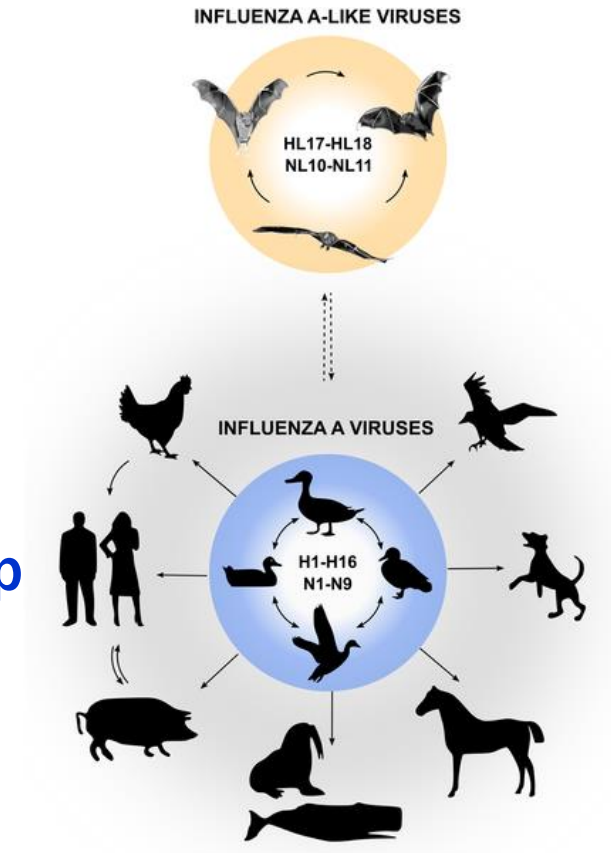 INFLUENZA A-LIKE VIRUSES
HL17-HL18
NL10-NL11
INFLUENZA A VIRUSES
H1-H16
N1-N9
p